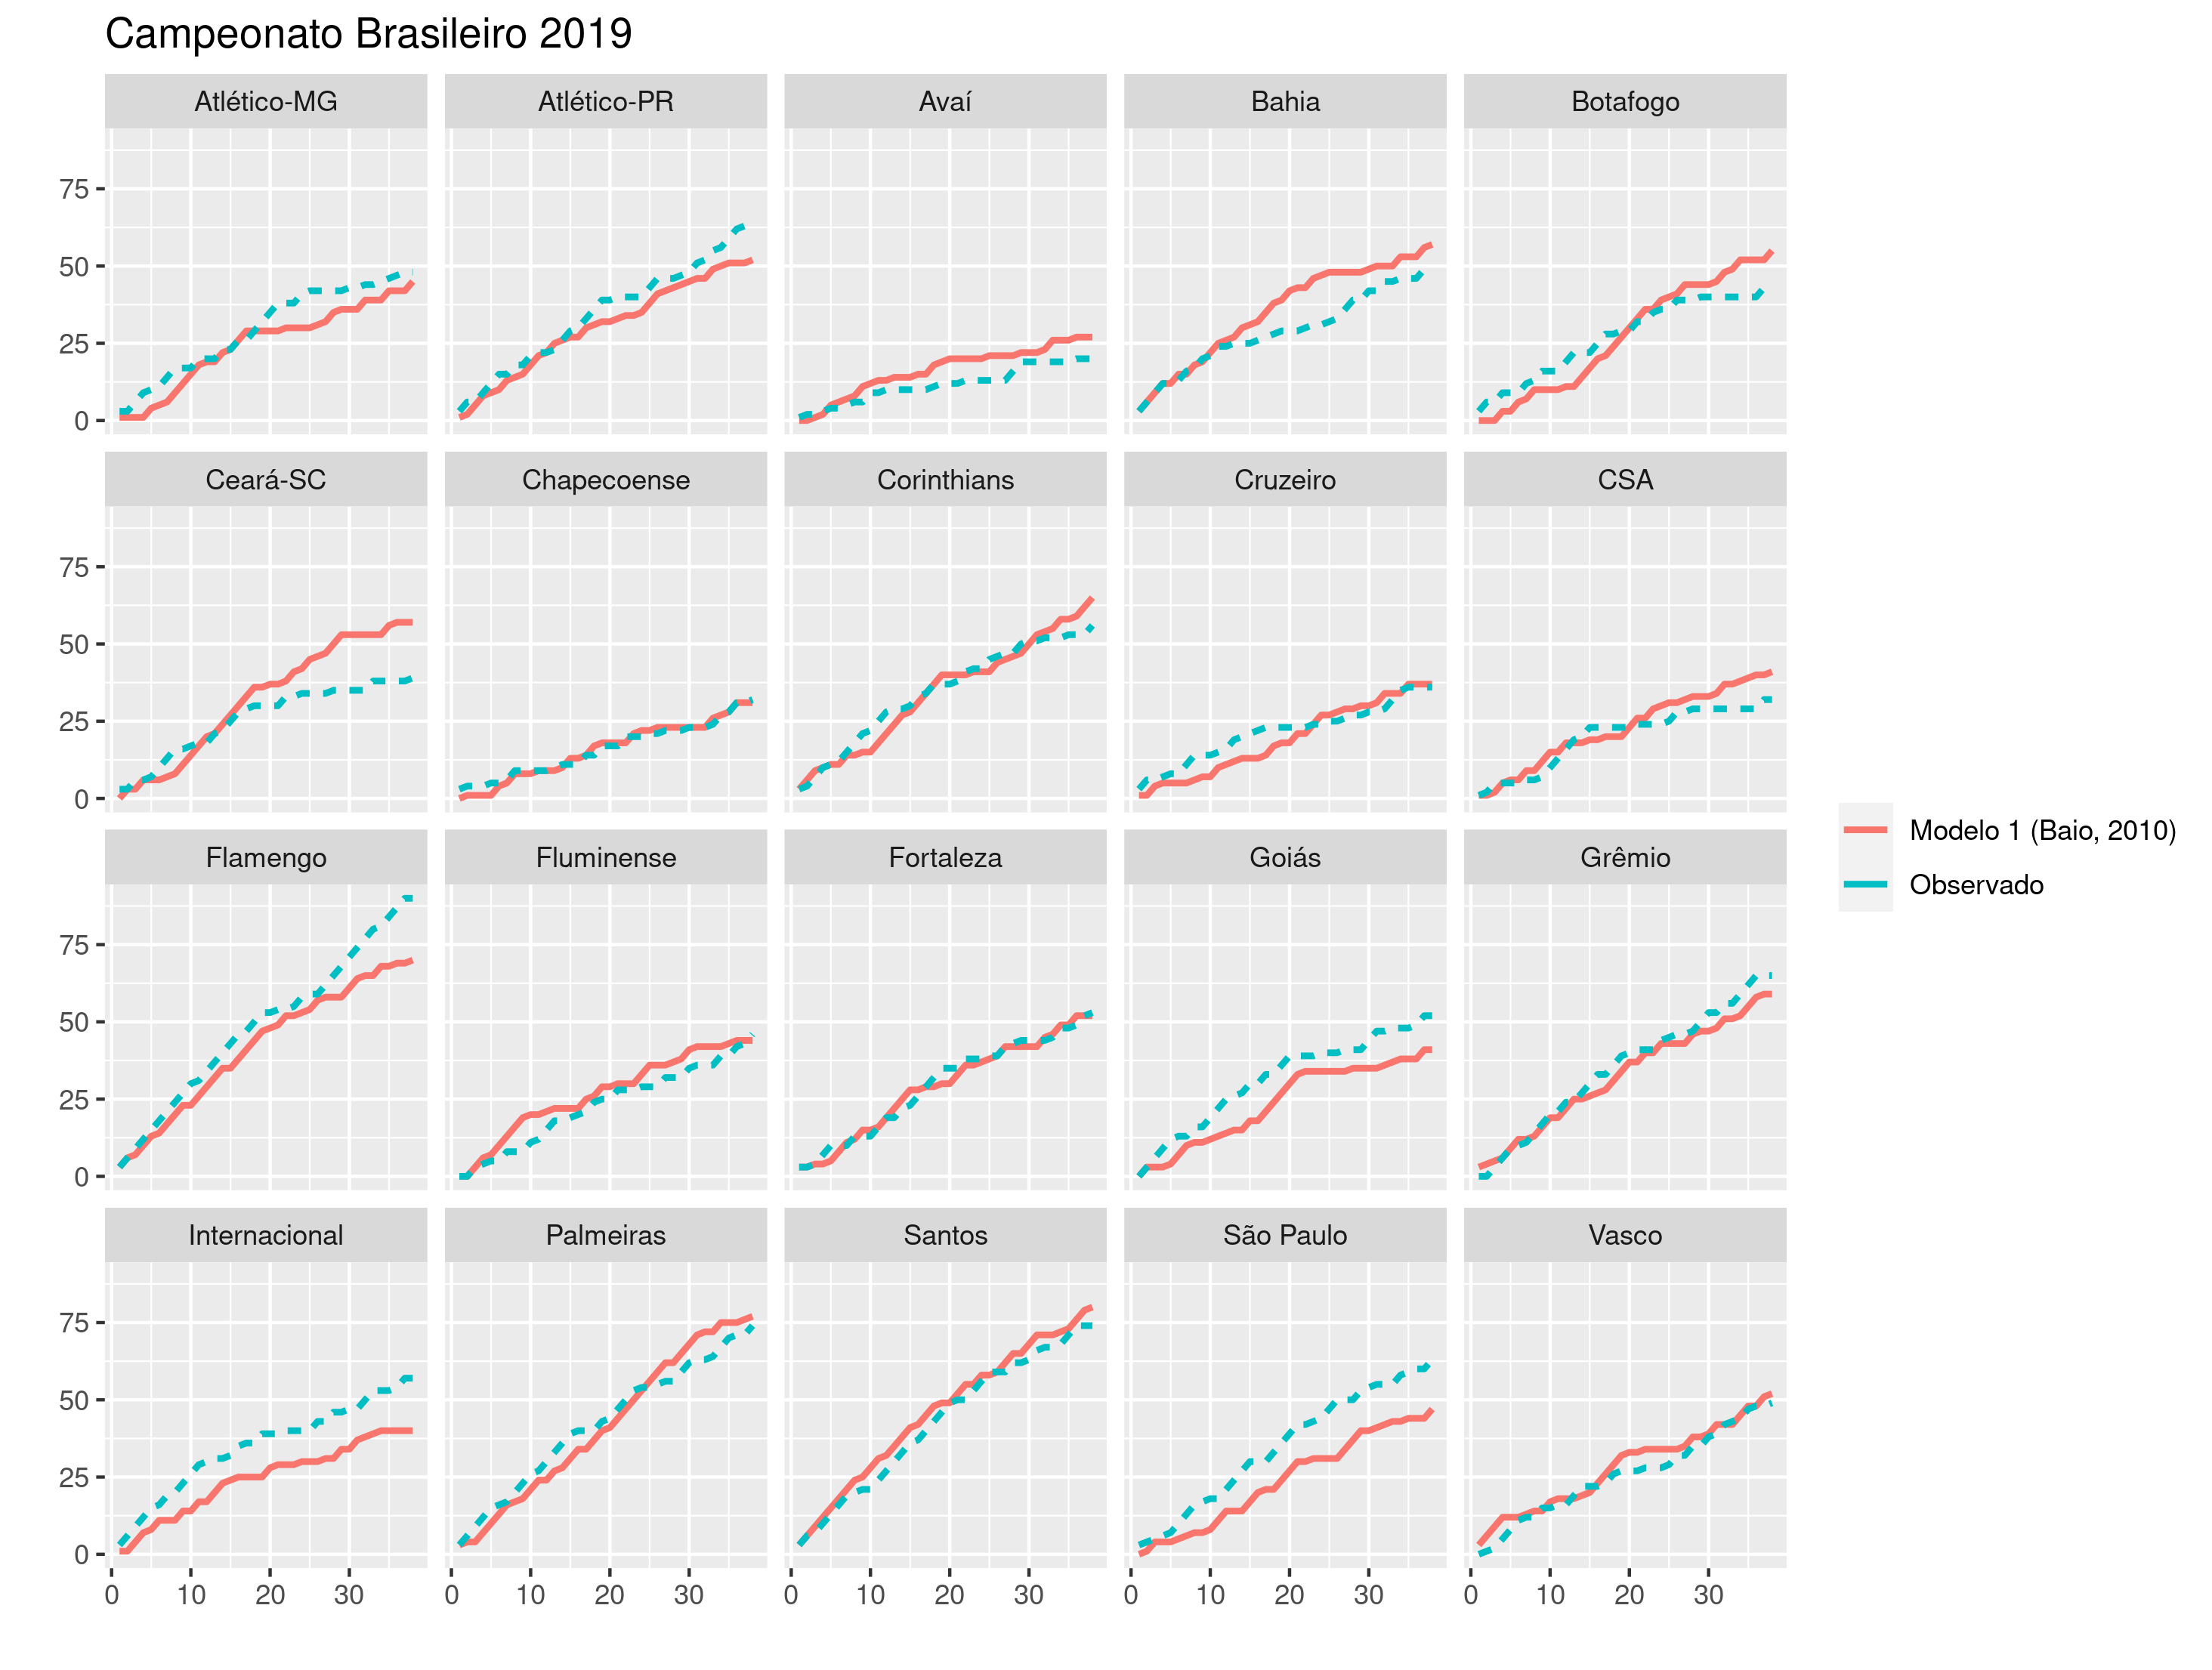 Campeonato Brasileiro 2019
Atlético-MG Atlético-PR Avaí Bahia Botafogo
75
50
25
0
Ceará-SC Chapecoense Corinthians Cruzeiro CSA
75
50
25
0
Flamengo Fluminense Fortaleza Goiás Grêmio
75
50
25
0
Internacional Palmeiras Santos São Paulo Vasco
75
50
25
0
0 10 20 30 0 10 20 30 0 10 20 30 0 10 20 30 0 10 20 30
Modelo 1 (Baio, 2010)
Observado